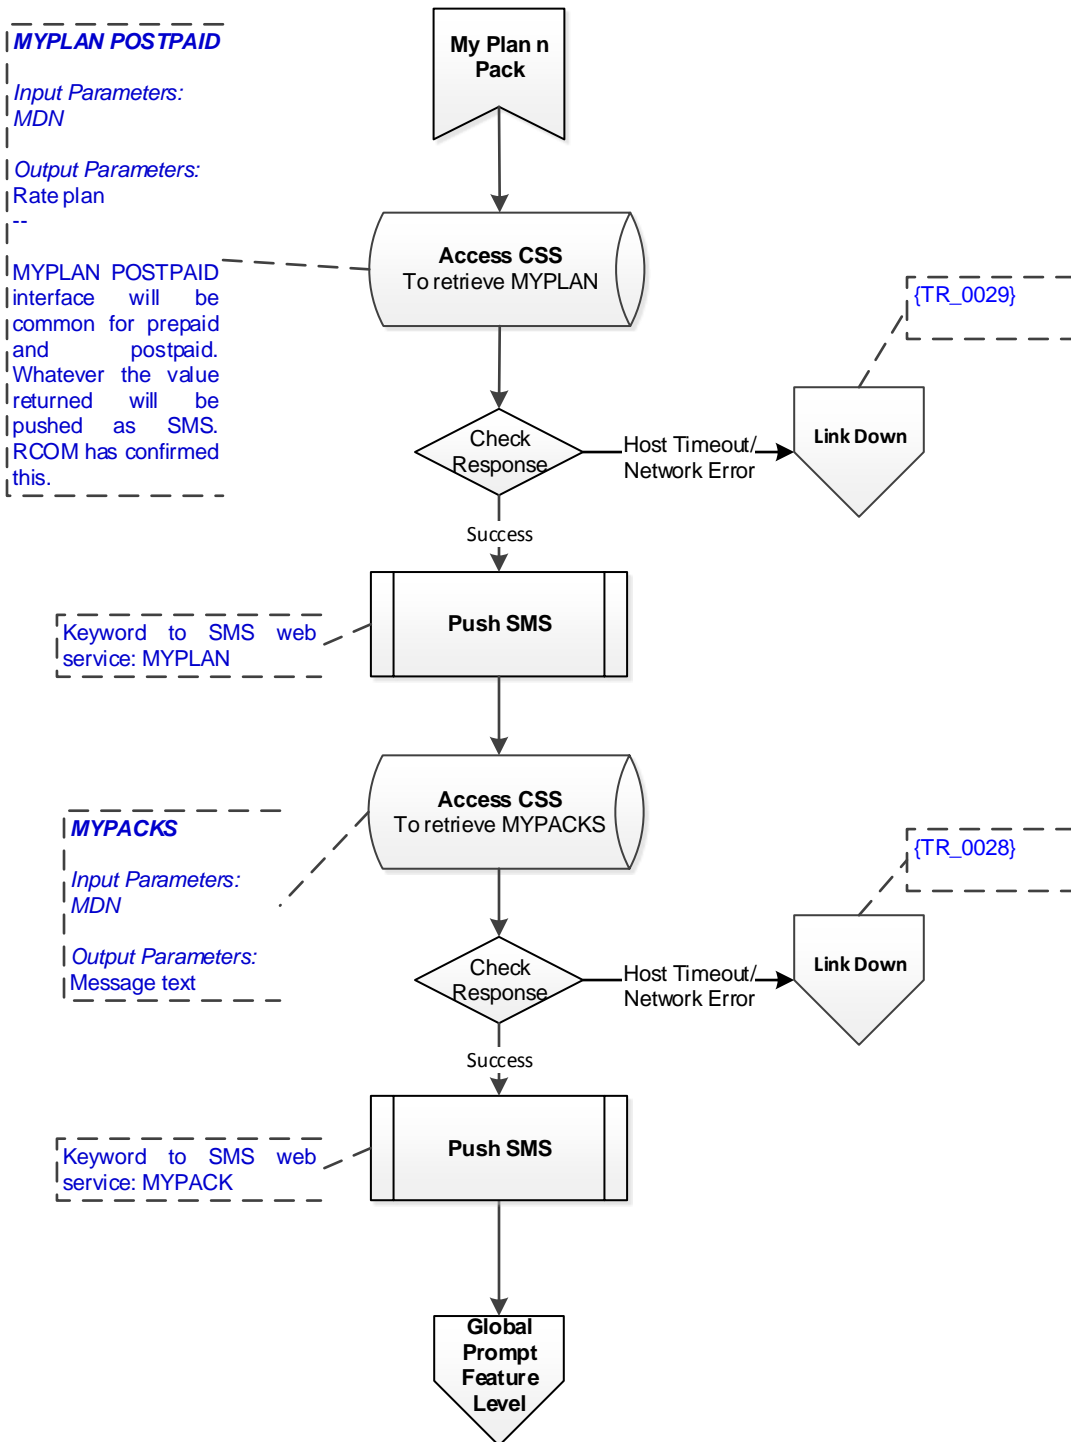 MYPLAN POSTPAID
Input Parameters:
MDN
Output Parameters:
Rate plan
--
MYPLAN POSTPAID
interface will be
common for prepaid
and postpaid.
Whatever the value
returned will be
pushed as SMS.
RCOM has confirmed
this.
My Plan n
Pack
Access CSS
To retrieve MYPLAN
{TR_0029}
Check
Response
Host Timeout/
Network Error
Link Down
Success
Push SMS
Keyword to SMS web
service: MYPLAN
Access CSS
To retrieve MYPACKS
MYPACKS
Input Parameters:
MDN
Output Parameters:
Message text
{TR_0028}
Check
Response
Host Timeout/
Network Error
Link Down
Success
Push SMS
Keyword to SMS web
service: MYPACK
Global
Prompt
Feature
Level